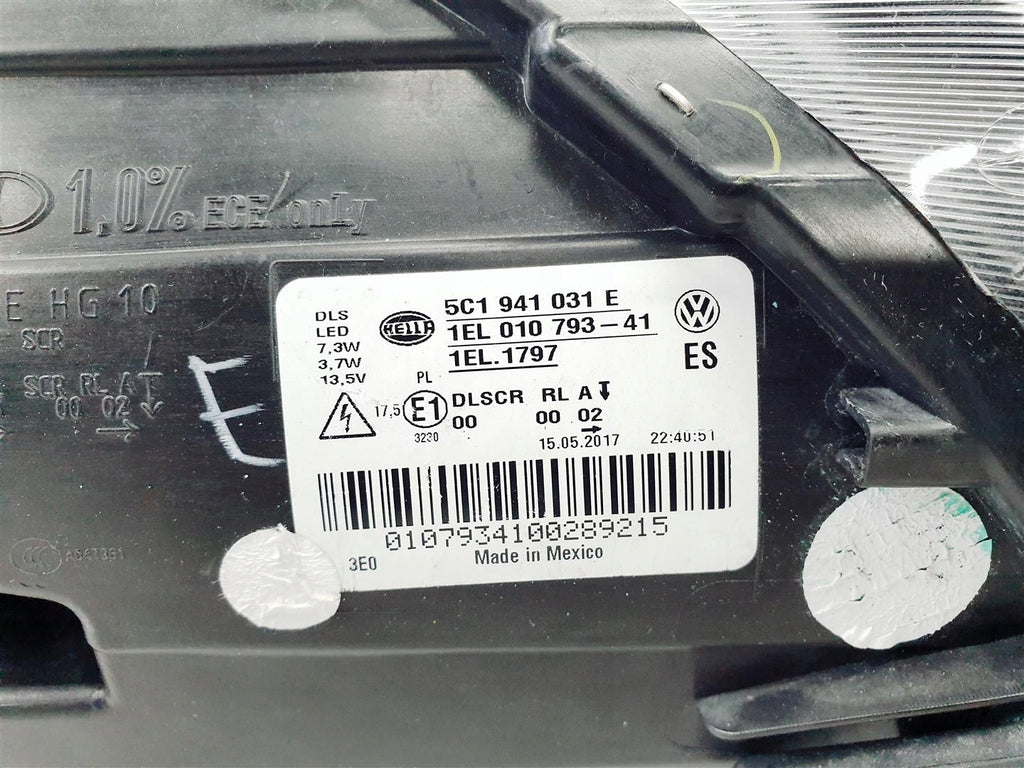 1.0% ECE/only
E HG 10
SCR
SCR RL A
00 02
E
DLS
LED
7,3W
3,7W
13,5V
HELLA
5C1 941 031 E
1EL 010 793-41
1EL.1797
ES
PL
17,5
E1
3230
DLSCR RL A
00 00 02
15.05.2017 22:40:51
0107934100289215
3E0
Made in Mexico